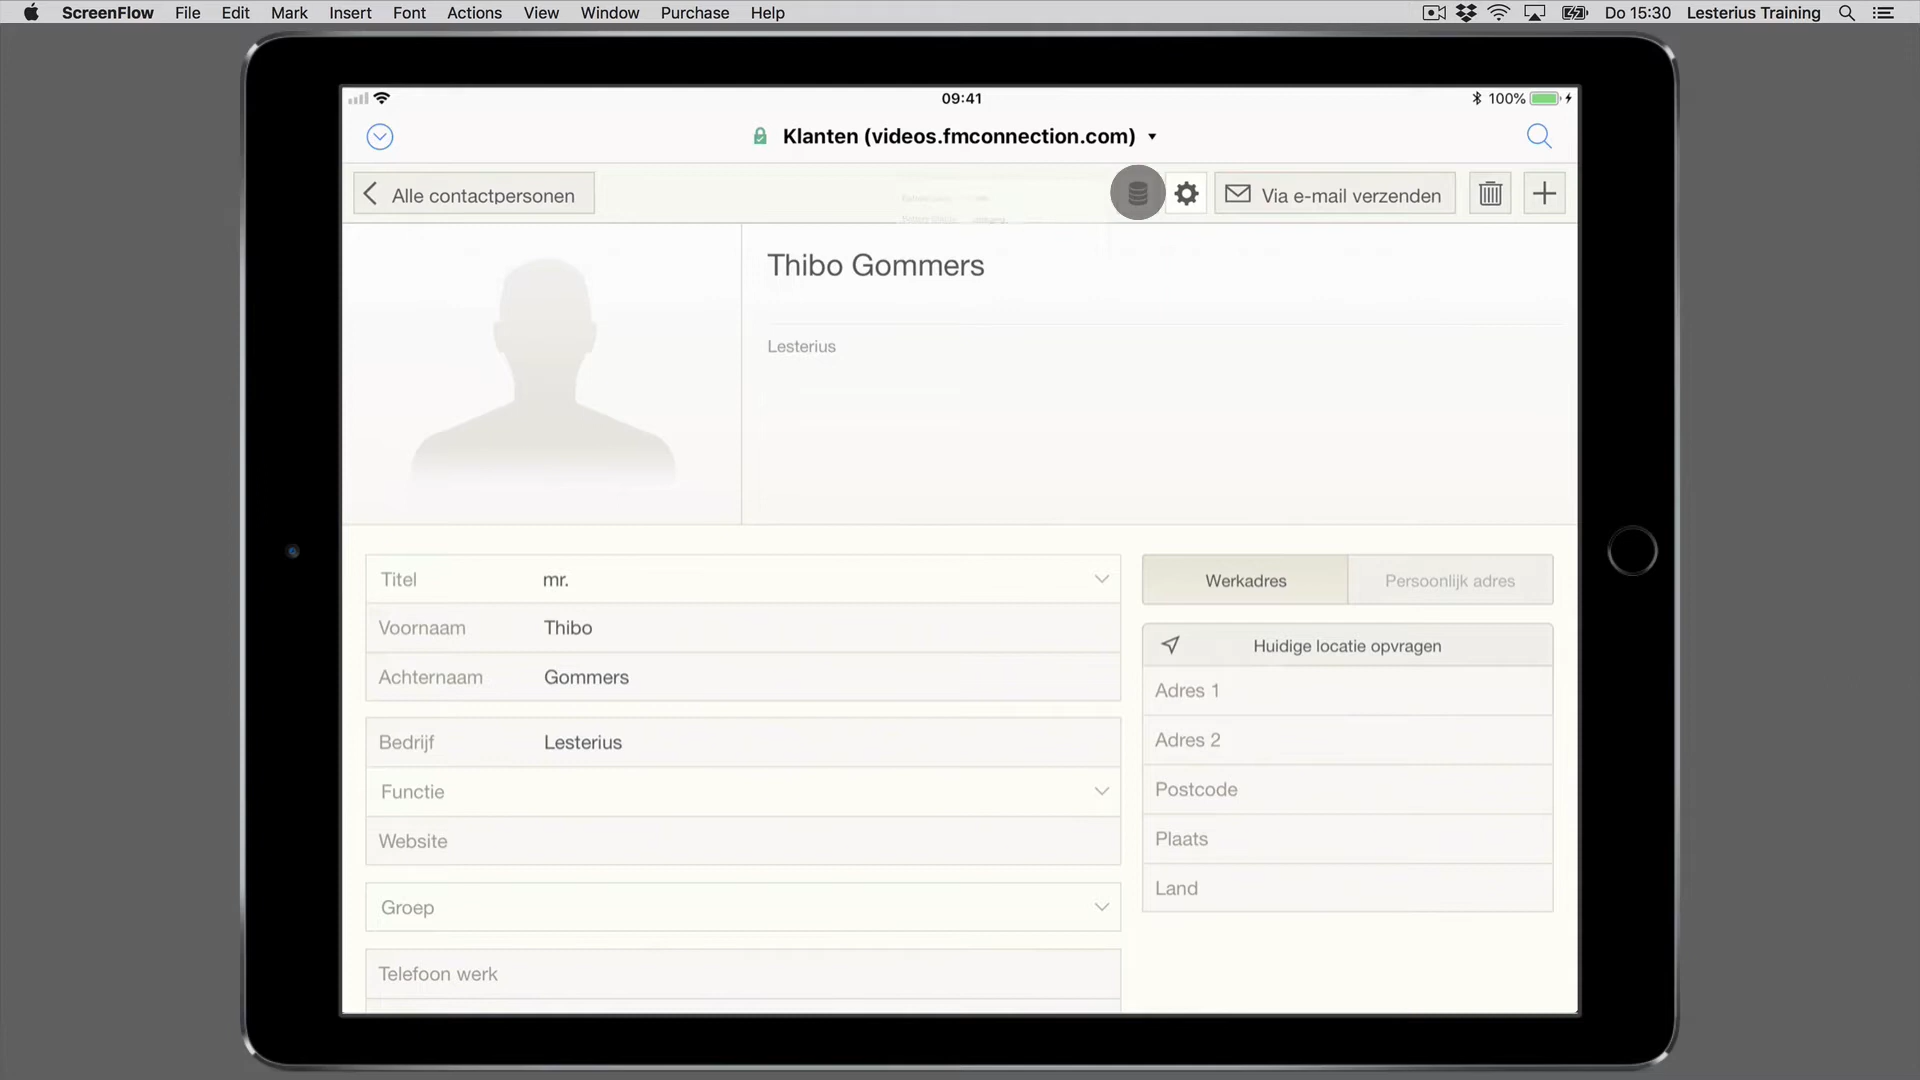 ScreenFlow File Edit Mark Insert Font Actions View Window Purchase Help Do 15:30 Lesterius Training
09:41 100%
Klanten (videos.fmconnection.com)
Alle contactpersonen Via e-mail verzenden
Thibo Gommers
Lesterius
Titel mr.
Voornaam Thibo
Achternaam Gommers
Bedrijf Lesterius
Functie
Website
Groep
Telefoon werk
Werkadres Persoonlijk adres
Huidige locatie opvragen
Adres 1
Adres 2
Postcode
Plaats
Land